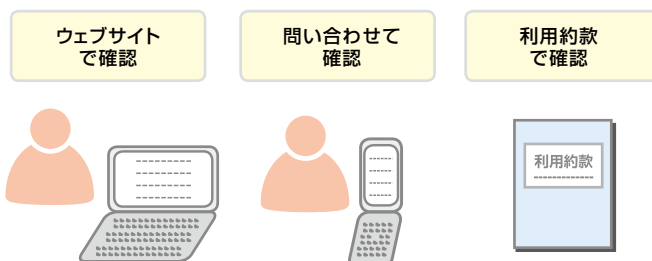 ウェブサイト
で確認
問い合わせて
確認
利用約款
で確認
利用約款